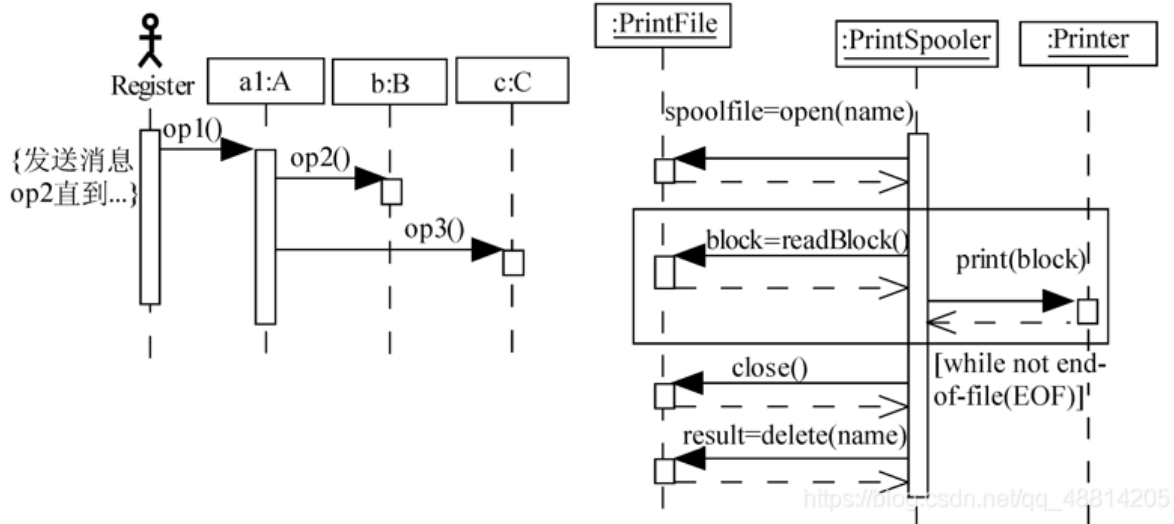 Register
a1:A
b:B
c:C
op1()
{发送消息
op2直到...}
op2()
op3()
:PrintFile
:PrintSpooler
:Printer
spoolfile=open(name)
block=readBlock()
print(block)
close()
[while not end-
of-file(EOF)]
result=delete(name)
https://blog.csdn.net/qq_48814205